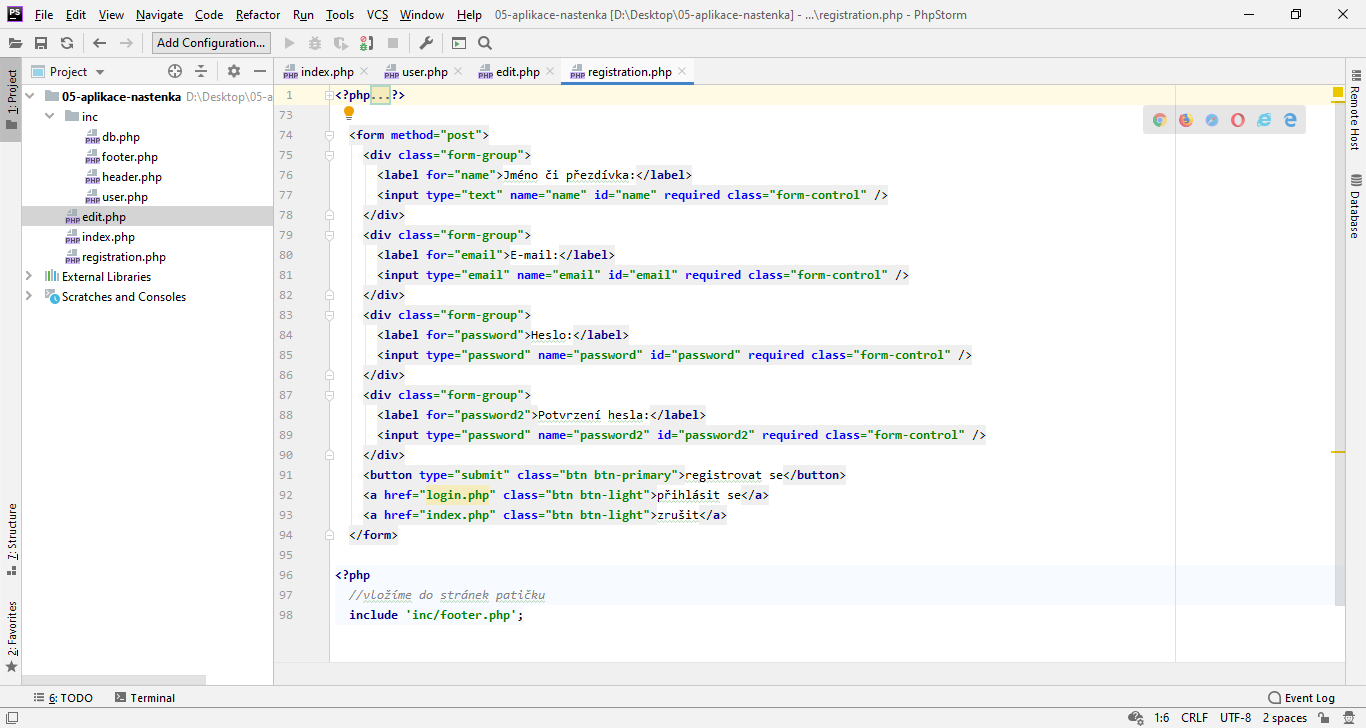 PS File Edit View Navigate Code Refactor Run Tools VCS Window Help 05-aplikace-nastenka [D:\Desktop\05-aplikace-nastenka] - ...\registration.php - PhpStorm
Add Configuration...
Project
index.php user.php edit.php registration.php
1: Project
05-aplikace-nastenka D:\Desktop\05-a
inc
db.php
footer.php
header.php
user.php
edit.php
index.php
registration.php
External Libraries
Scratches and Consoles
7: Structure
2: Favorites
1 <?php...?>
73
74 <form method="post">
75 <div class="form-group">
76 <label for="name">Jméno či přezdívka:</label>
77 <input type="text" name="name" id="name" required class="form-control" />
78 </div>
79 <div class="form-group">
80 <label for="email">E-mail:</label>
81 <input type="email" name="email" id="email" required class="form-control" />
82 </div>
83 <div class="form-group">
84 <label for="password">Heslo:</label>
85 <input type="password" name="password" id="password" required class="form-control" />
86 </div>
87 <div class="form-group">
88 <label for="password2">Potvrzení hesla:</label>
89 <input type="password" name="password2" id="password2" required class="form-control" />
90 </div>
91 <button type="submit" class="btn btn-primary">registrovat se</button>
92 <a href="login.php" class="btn btn-light">přihlásit se</a>
93 <a href="index.php" class="btn btn-light">zrušit</a>
94 </form>
95
96 <?php
97 //vložíme do stránek patičku
98 include 'inc/footer.php';
Remote Host
Database
6: TODO Terminal Event Log
1:6 CRLF UTF-8 2 spaces